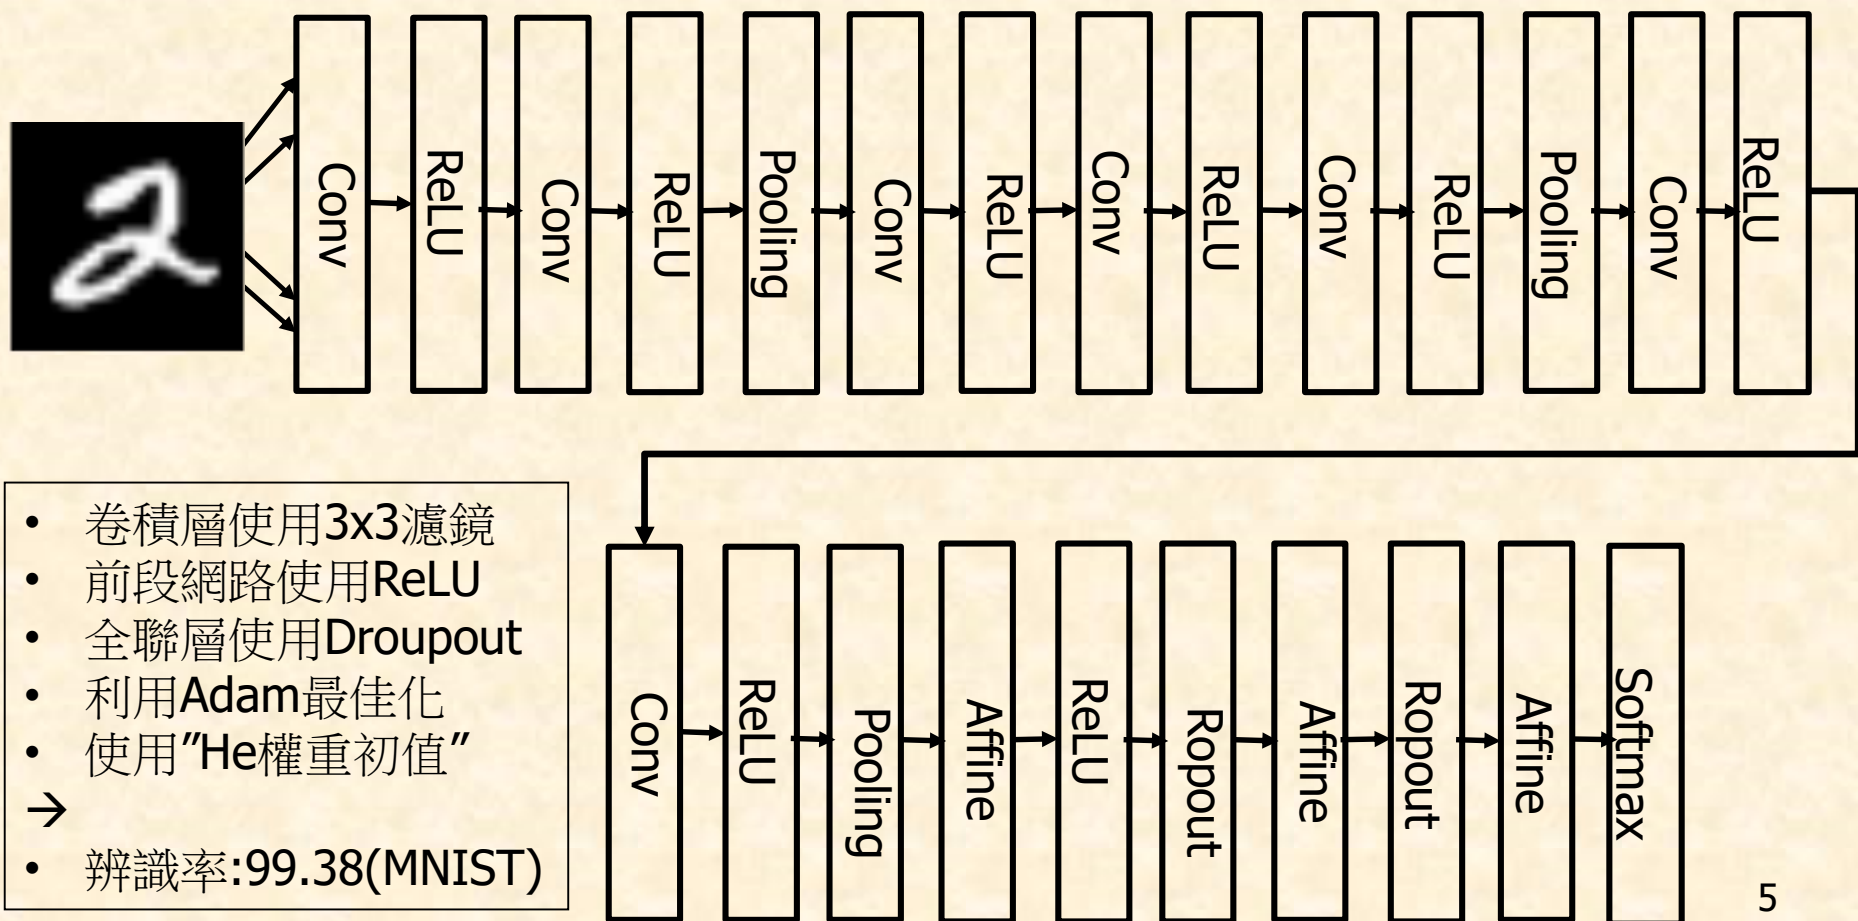 Conv
ReLU
Conv
ReLU
Pooling
Conv
ReLU
Conv
ReLU
Conv
ReLU
Pooling
Conv
ReLU
• 卷積層使用3x3濾鏡
• 前段網路使用ReLU
• 全聯層使用Droupout
• 利用Adam最佳化
• 使用”He權重初值”
→
• 辨識率:99.38(MNIST)
Conv
ReLU
Pooling
Affine
ReLU
Ropout
Affine
Ropout
Affine
Softmax
5